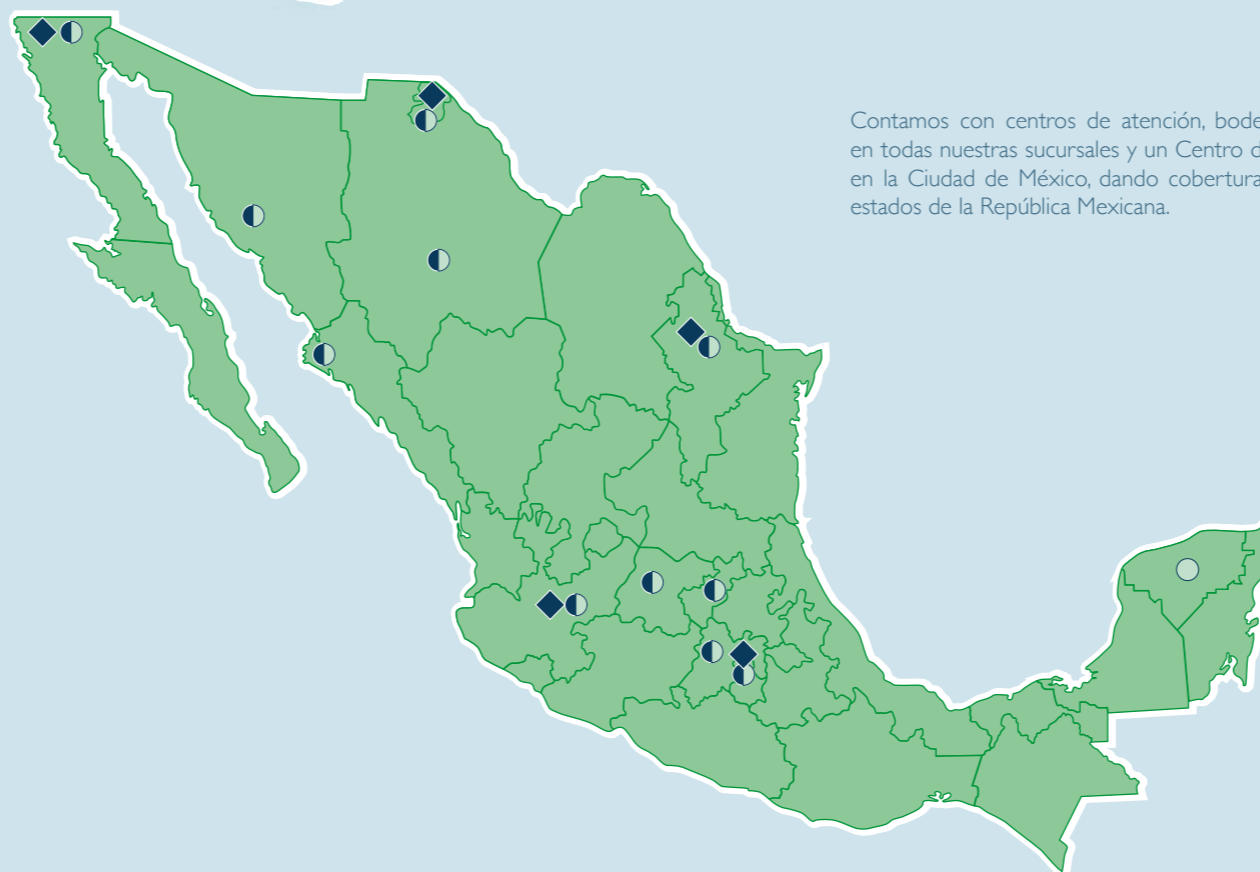 Contamos con centros de atención,
en todas nuestras sucursales y un Centro
en la Ciudad de México, dando cobertura
estados de la República Mexicana.